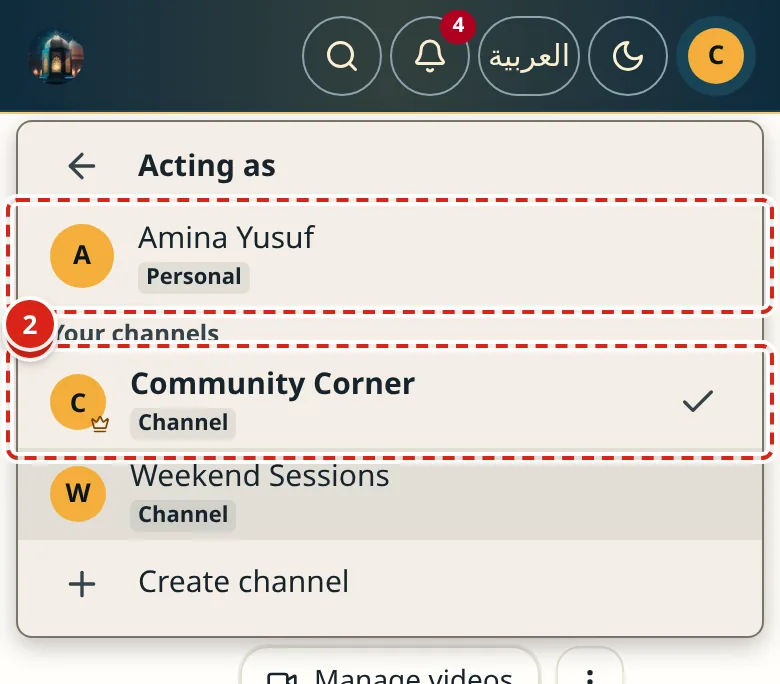 4
العربية
C
Acting as
A
Amina Yusuf
Personal
2
Your channels
C
Community Corner
Channel
W
Weekend Sessions
Channel
Create channel
Manage videos